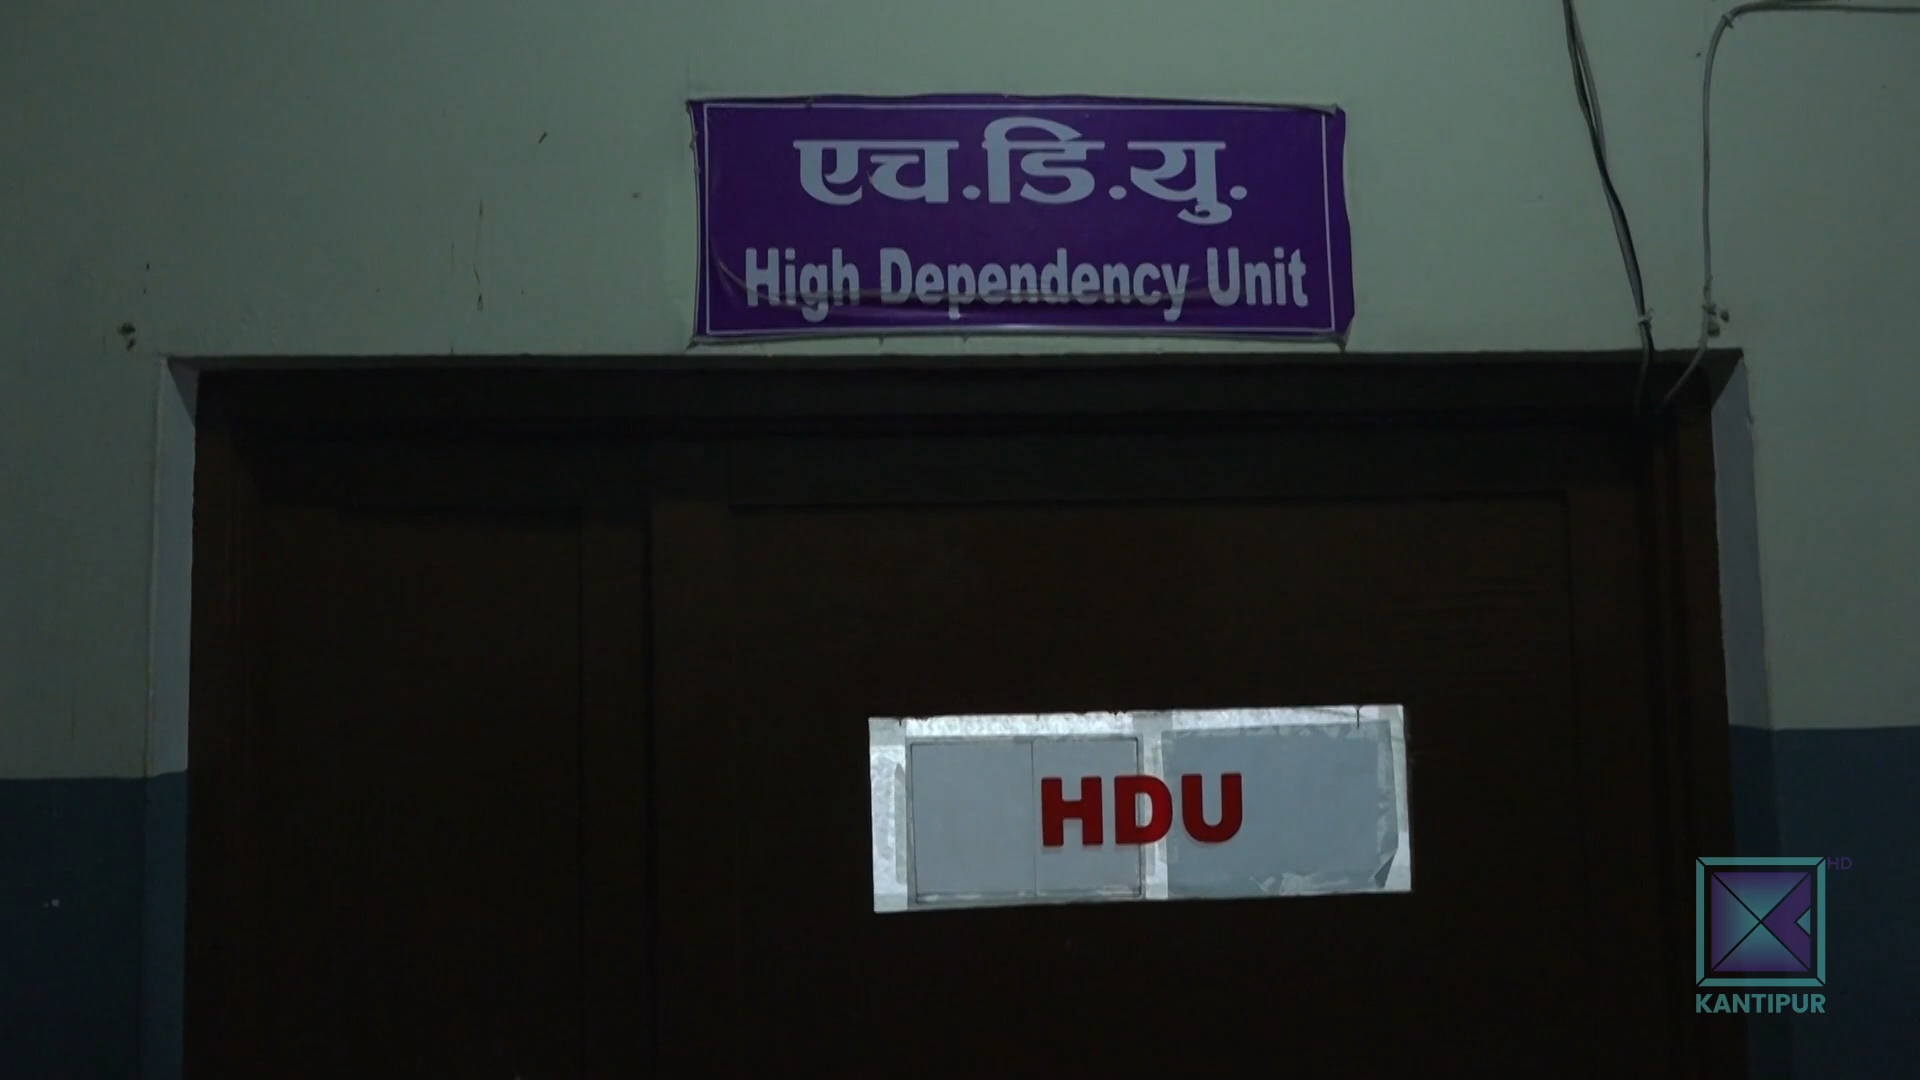 एच.डि.यु.
High Dependency Unit
HDU
HD
KANTIPUR